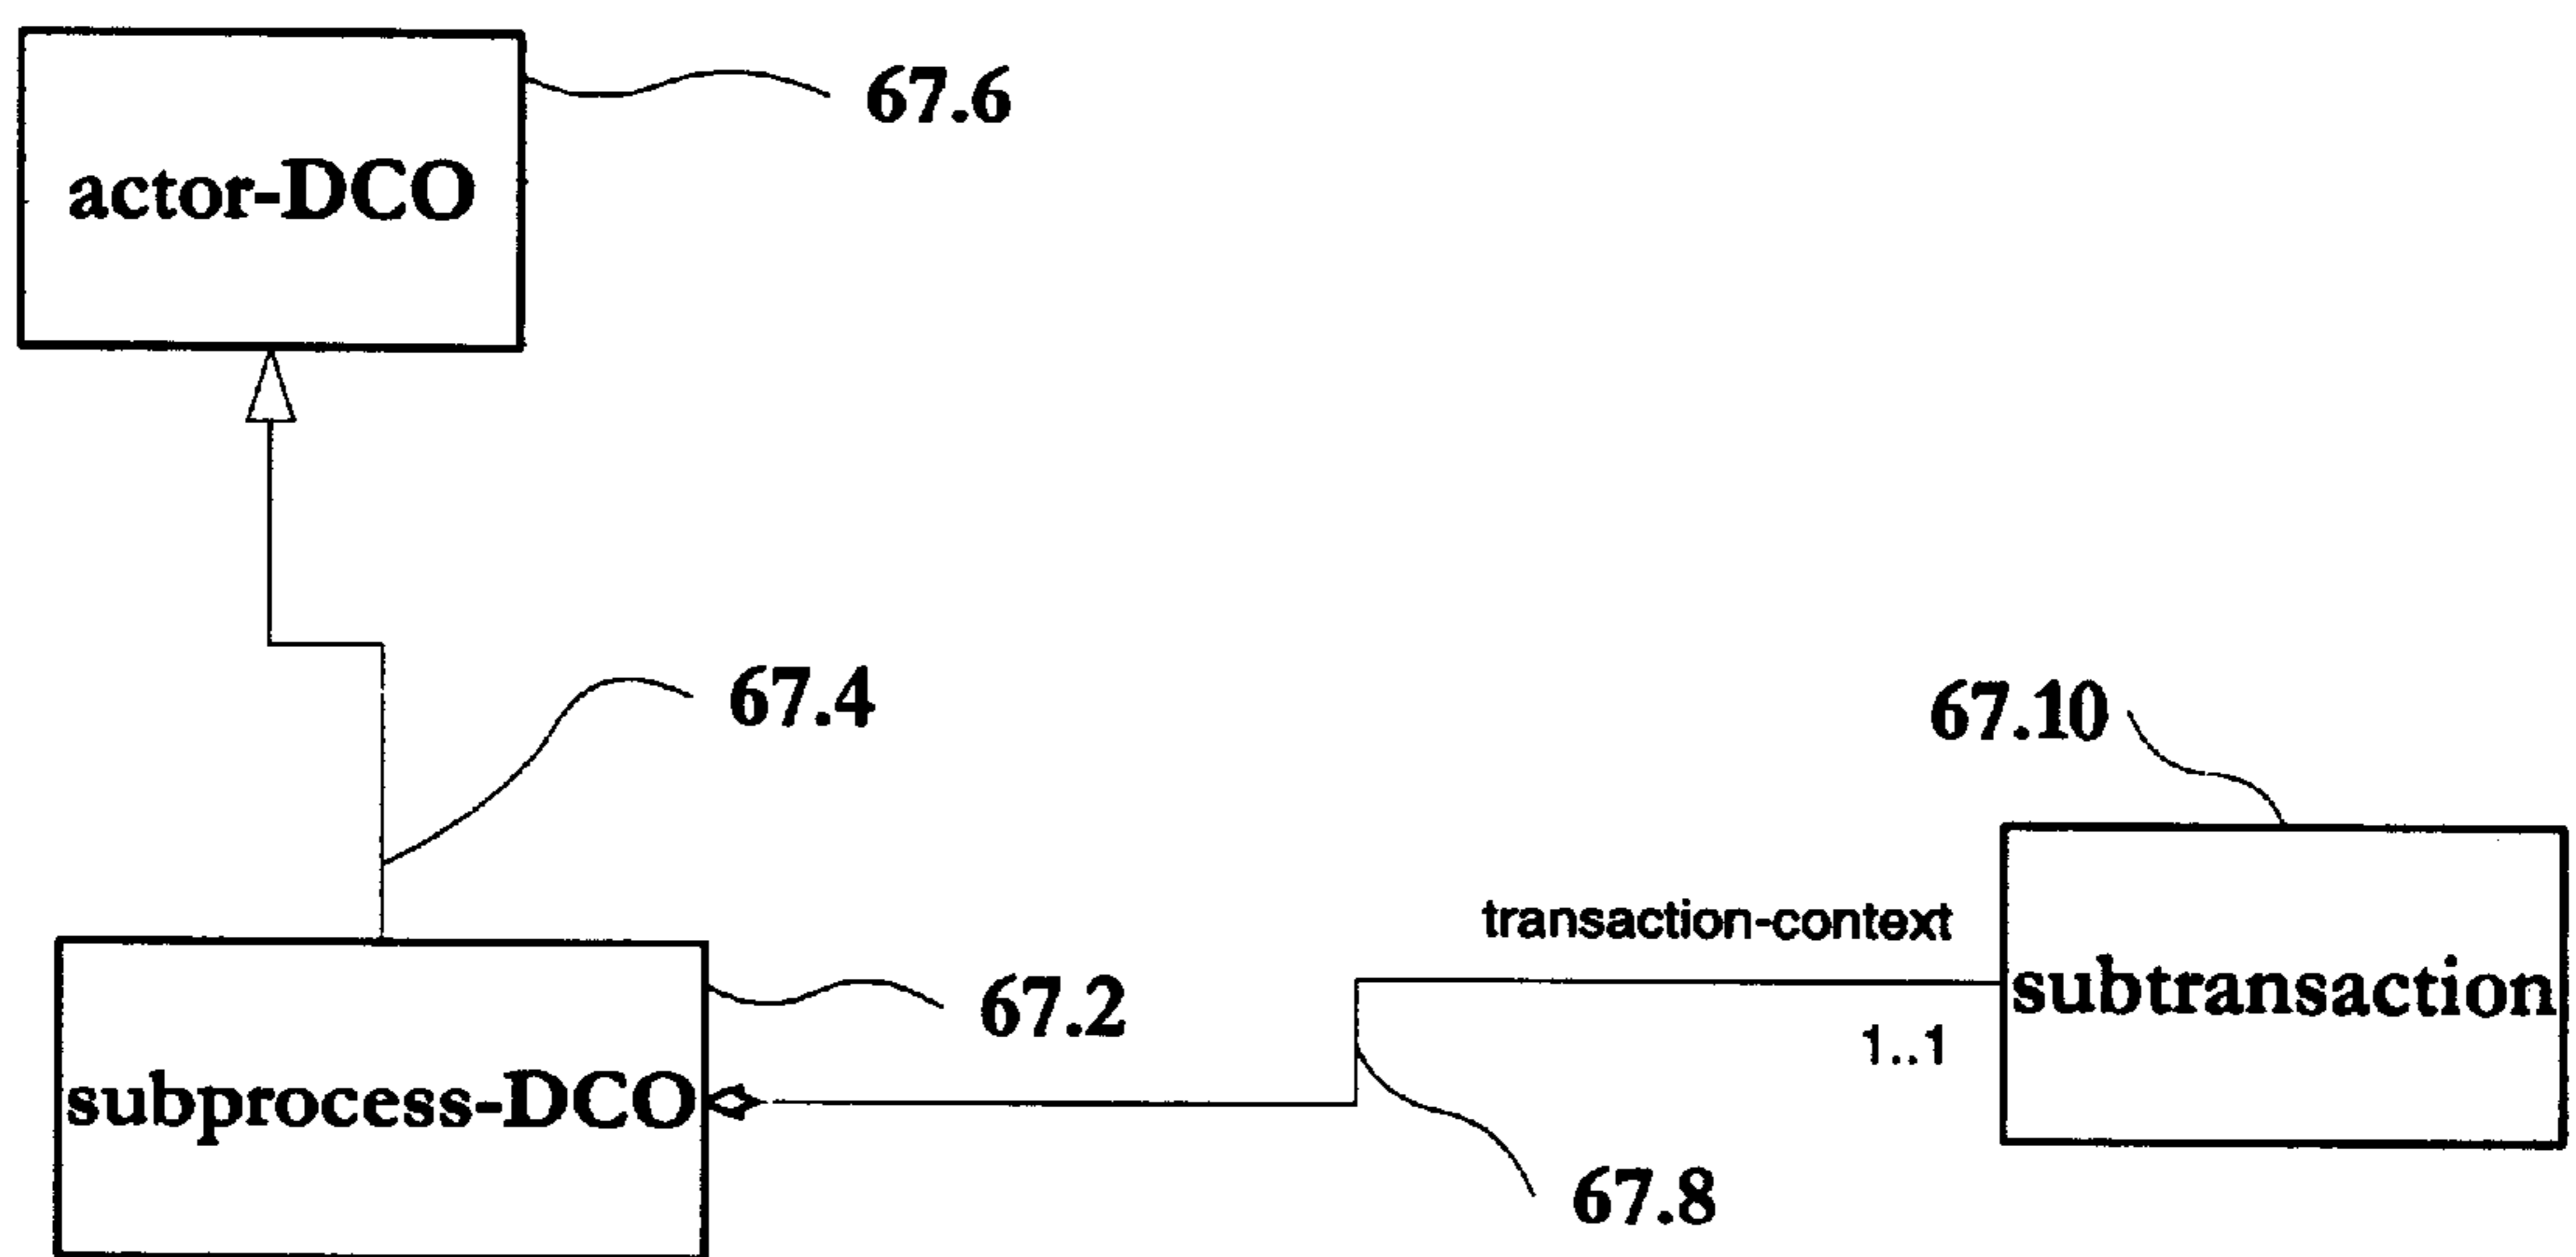 67.6
actor-DCO
67.4
67.10
transaction-context
subtransaction
67.2
1..1
subprocess-DCO
67.8